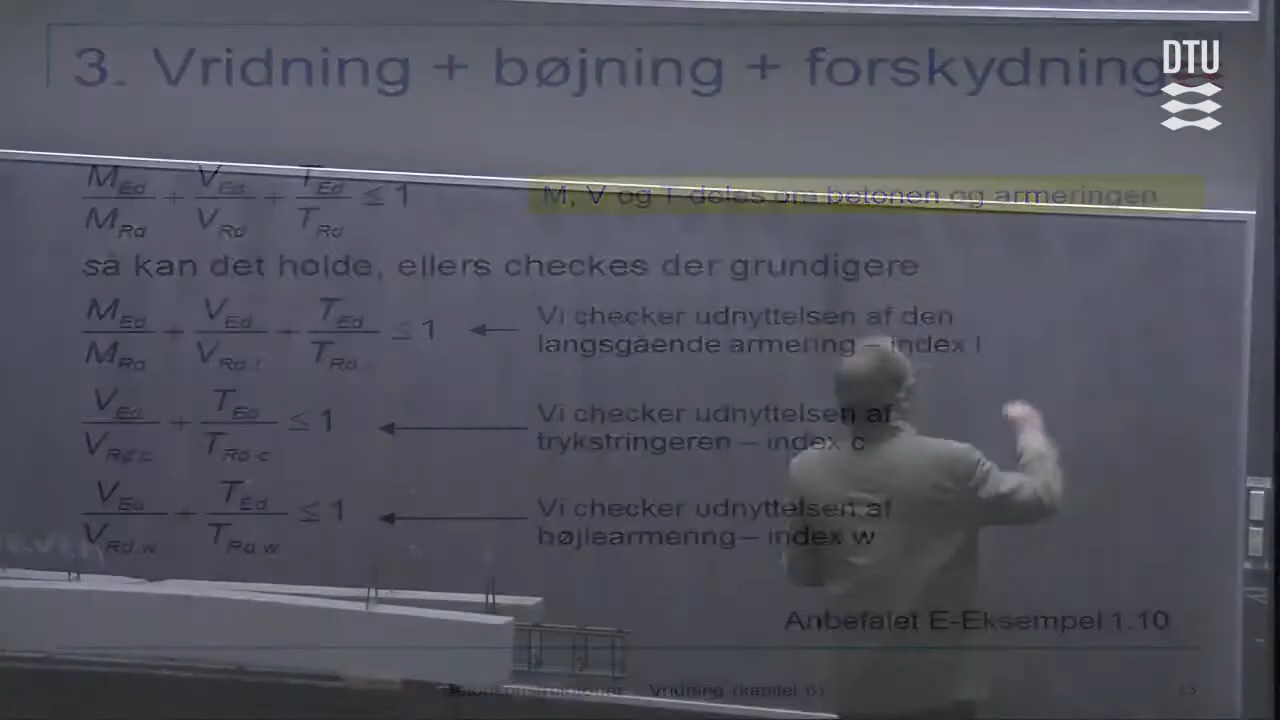 DTU
3. Vridning + bøjning + forskydning
M_Ed/M_Rd + V_Ed/V_Rd + T_Ed/T_Rd ≤ 1
M, V og T deles om betonen og armeringen
så kan det holde, ellers checkes der grundigere
M_Ed/M_Rd + V_Ed/V_Rd,l + T_Ed/T_Rd ≤ 1
Vi checker udnyttelsen af den
langsgående armering – index l
V_Ed/V_Rd,c + T_Ed/T_Rd,c ≤ 1
Vi checker udnyttelsen af
trykstringeren – index c
V_Ed/V_Rd,w + T_Ed/T_Rd,w ≤ 1
Vi checker udnyttelsen af
bøjlearmering– index w
Anbefalet E-Eksempel 1.10
Betonkonstruktioner - Vridning (kapitel 6)